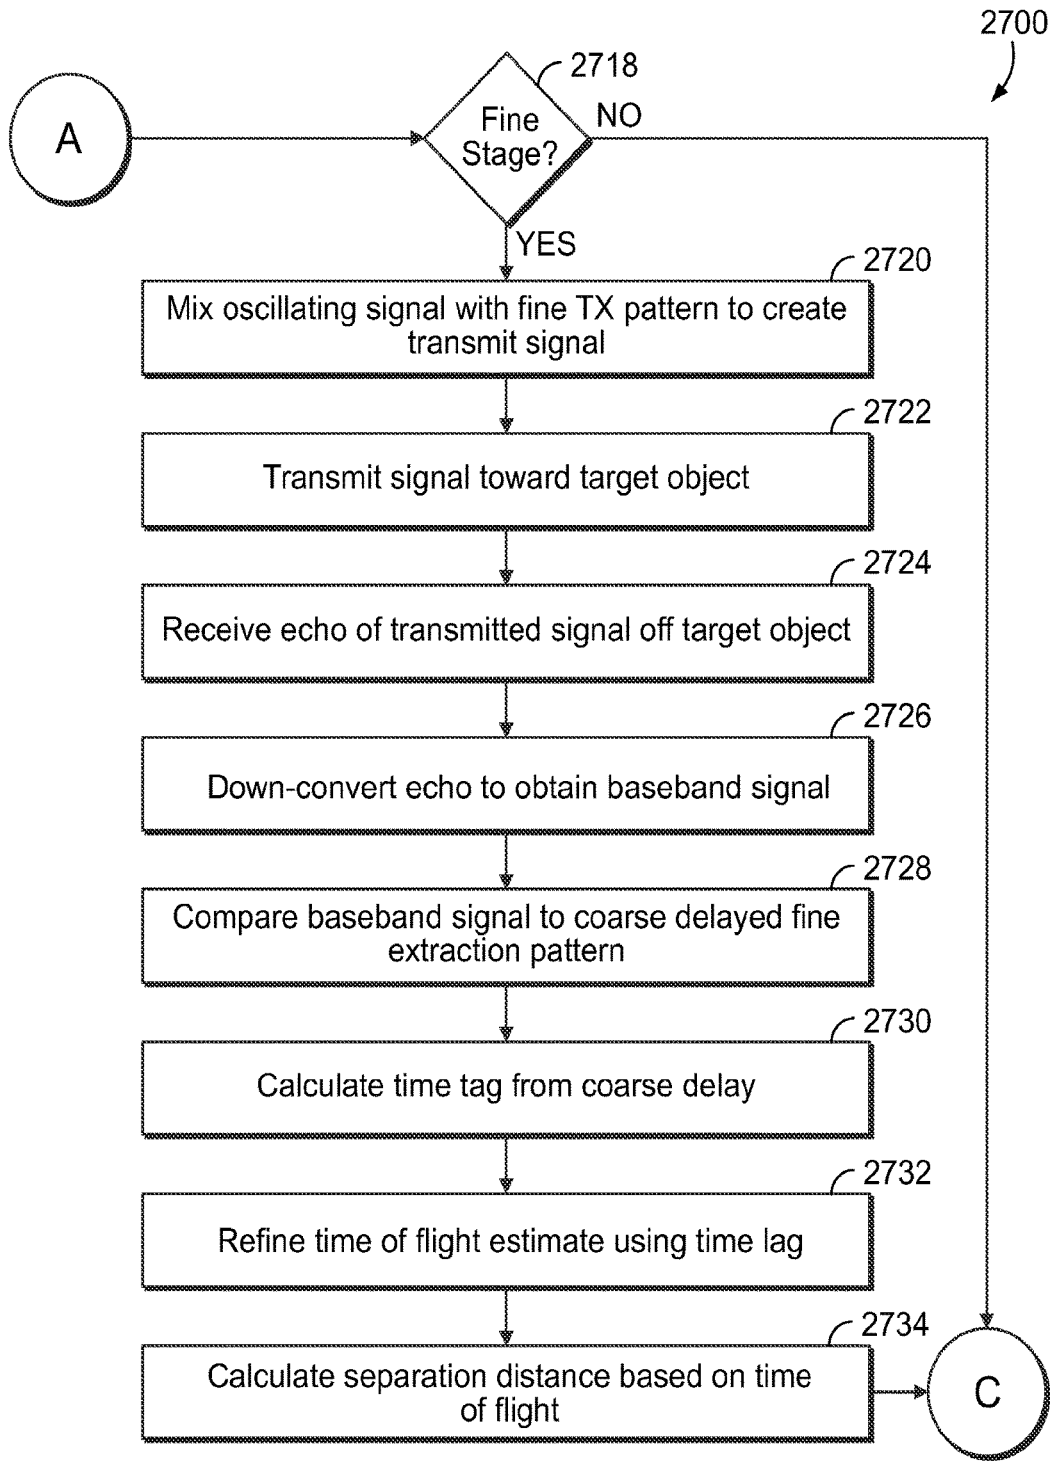 2700
A
2718
Fine
Stage?
NO
YES
2720
Mix oscillating signal with fine TX pattern to create
transmit signal
2722
Transmit signal toward target object
2724
Receive echo of transmitted signal off target object
2726
Down-convert echo to obtain baseband signal
2728
Compare baseband signal to coarse delayed fine
extraction pattern
2730
Calculate time tag from coarse delay
2732
Refine time of flight estimate using time lag
2734
Calculate separation distance based on time
of flight
C